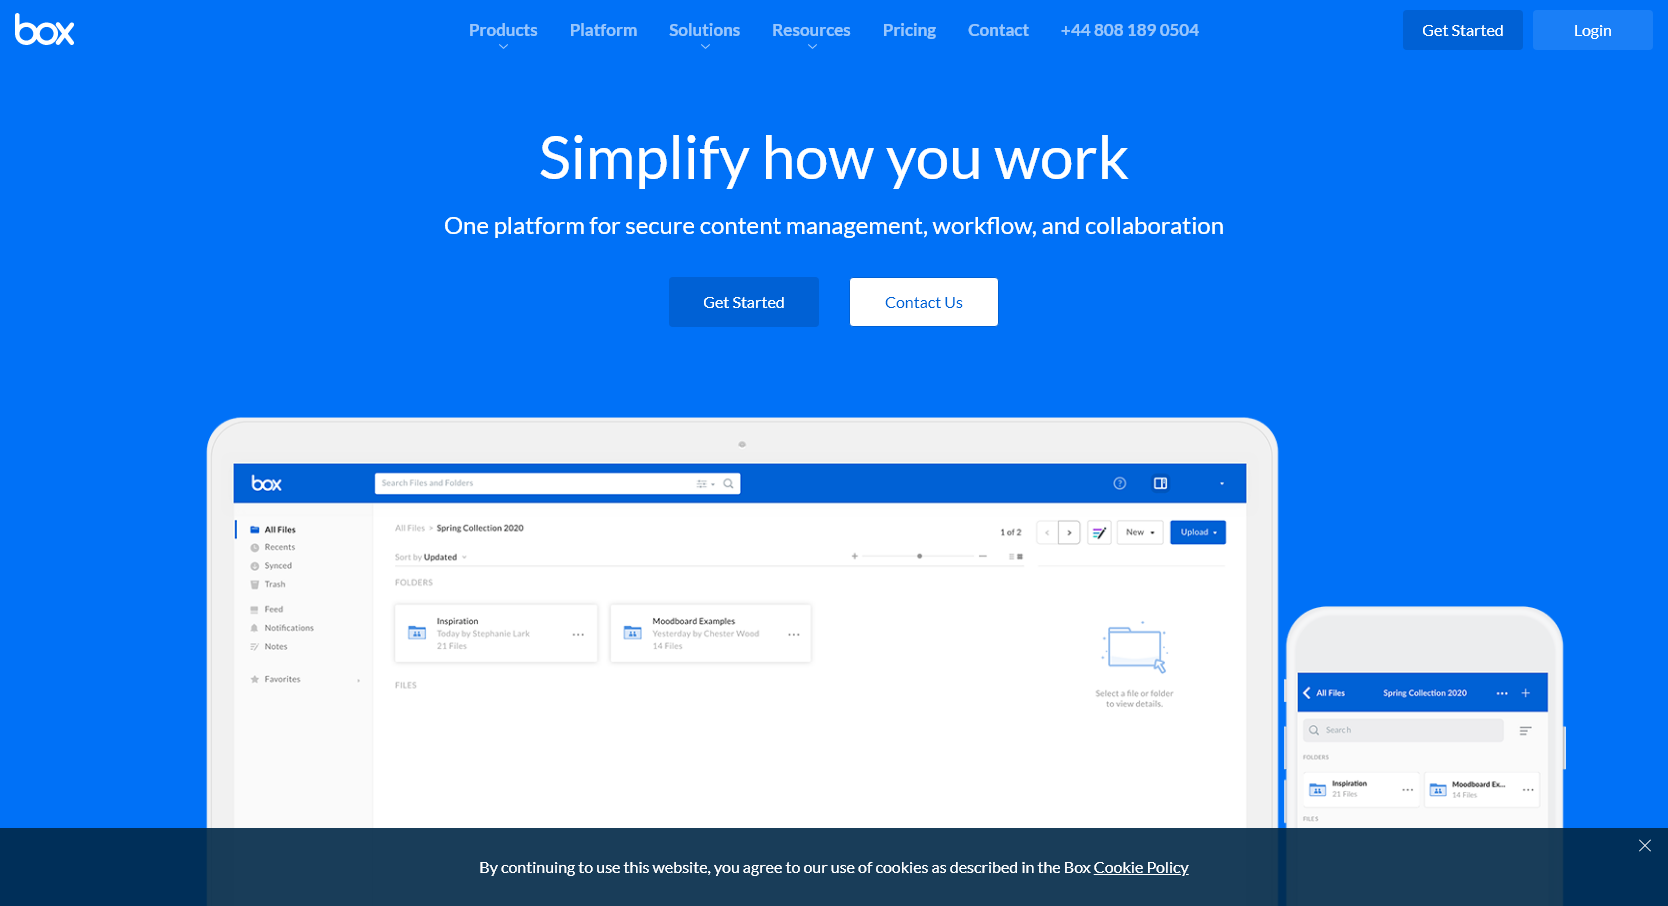 box
Products
Platform
Solutions
Resources
Pricing
Contact
+44 808 189 0504
Get Started
Login
Simplify how you work
One platform for secure content management, workflow, and collaboration
Get Started
Contact Us
box
Search Files and Folders
All Files
Recents
Synced
Trash
Feed
Notifications
Notes
Favorites
All Files > Spring Collection 2020
1 of 2
New
Upload
Sort by Updated
FOLDERS
Inspiration
Today by Stephanie Lark
21 Files
Moodboard Examples
Yesterday by Chester Wood
14 Files
FILES
Select a file or folder
to view details.
All Files
Spring Collection 2020
Search
FOLDERS
Inspiration
21 Files
Moodboard Ex...
14 Files
FILES
By continuing to use this website, you agree to our use of cookies as described in the Box Cookie Policy